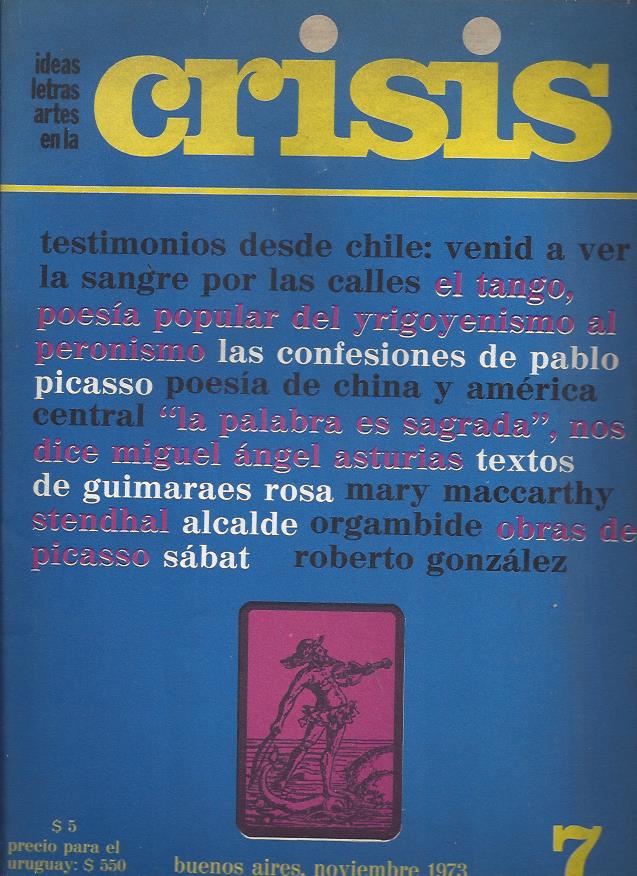 ideas
letras
artes
en la
crisis
testimonios desde chile: venid a ver
la sangre por las calles el tango,
poesía popular del yrigoyenismo al
peronismo las confesiones de pablo
picasso poesía de china y américa
central “la palabra es sagrada”, nos
dice miguel ángel asturias textos
de guimaraes rosa mary maccarthy
stendhal alcalde orgambide obras de
picasso sábat roberto gonzález
$ 5
precio para el
uruguay: $ 550
buenos aires, noviembre 1973
7